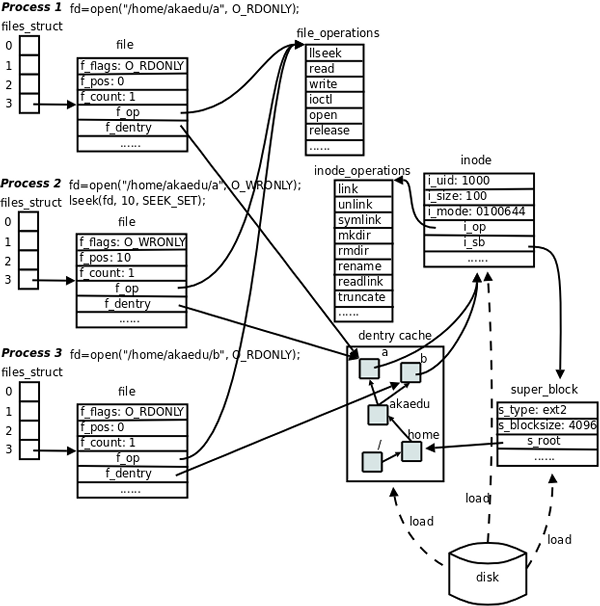 Process 1 fd=open("/home/akaedu/a", O_RDONLY);
files_struct
0
1
2
3
file
f_flags: O_RDONLY
f_pos: 0
f_count: 1
f_op
f_dentry
......
file_operations
llseek
read
write
ioctl
open
release
......
Process 2 fd=open("/home/akaedu/a", O_WRONLY);
lseek(fd, 10, SEEK_SET);
files_struct
0
1
2
3
file
f_flags: O_WRONLY
f_pos: 10
f_count: 1
f_op
f_dentry
......
inode_operations
link
unlink
symlink
mkdir
rmdir
rename
readlink
truncate
......
inode
i_uid: 1000
i_size: 100
i_mode: 0100644
i_op
i_sb
......
Process 3 fd=open("/home/akaedu/b", O_RDONLY);
files_struct
0
1
2
3
file
f_flags: O_RDONLY
f_pos: 0
f_count: 1
f_op
f_dentry
......
dentry cache
a
b
akaedu
home
/
super_block
s_type: ext2
s_blocksize: 4096
s_root
......
load
load
load
disk